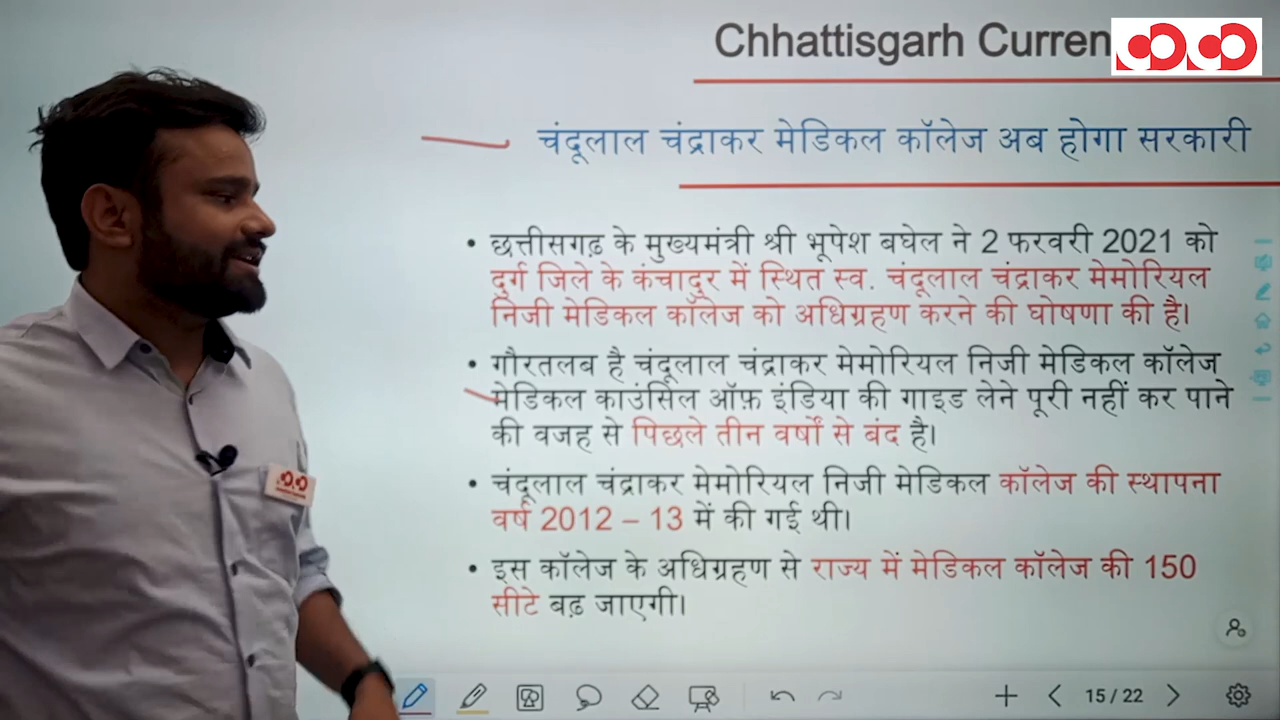 Chhattisgarh Curren
चंदूलाल चंद्राकर मेडिकल कॉलेज अब होगा सरकारी
• छत्तीसगढ़ के मुख्यमंत्री श्री भूपेश बघेल ने 2 फरवरी 2021 को
दुर्ग जिले के कंचादुर में स्थित स्व. चंदूलाल चंद्राकर मेमोरियल
निजी मेडिकल कॉलेज को अधिग्रहण करने की घोषणा की है।
• गौरतलब है चंदूलाल चंद्राकर मेमोरियल निजी मेडिकल कॉलेज
मेडिकल काउंसिल ऑफ़ इंडिया की गाइड लेने पूरी नहीं कर पाने
की वजह से पिछले तीन वर्षों से बंद है।
• चंदूलाल चंद्राकर मेमोरियल निजी मेडिकल कॉलेज की स्थापना
वर्ष 2012 – 13 में की गई थी।
• इस कॉलेज के अधिग्रहण से राज्य में मेडिकल कॉलेज की 150
सीटे बढ़ जाएगी।
15 / 22